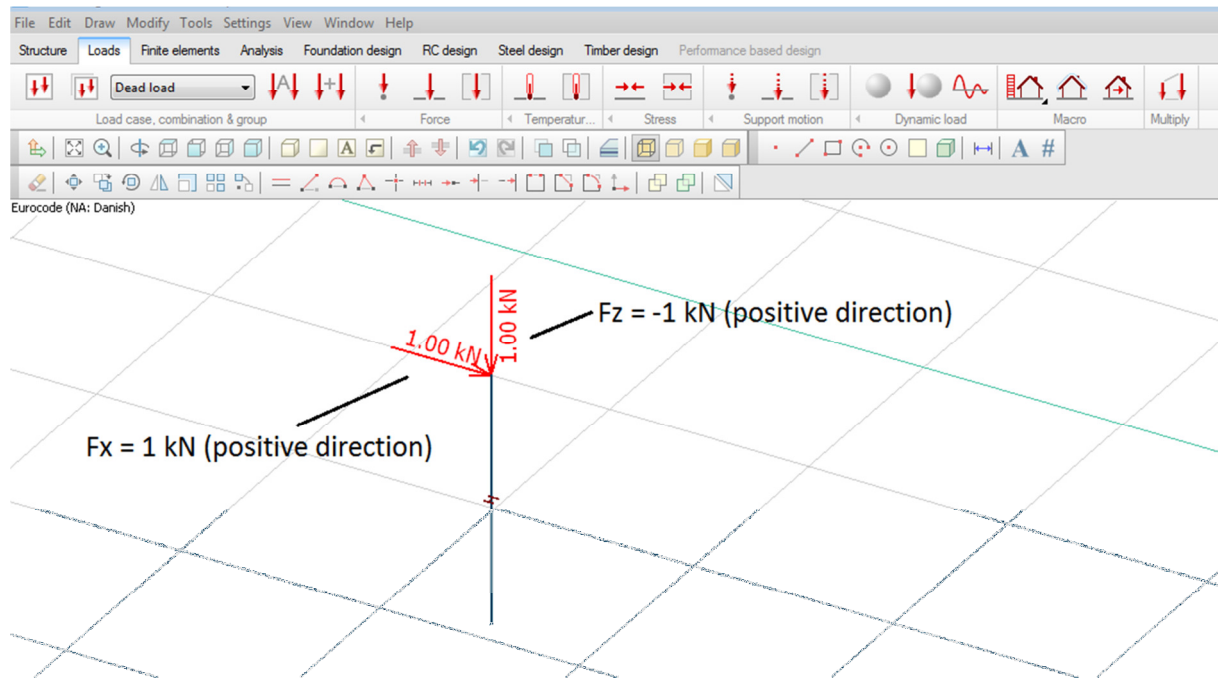 File Edit Draw Modify Tools Settings View Window Help
Structure Loads Finite elements Analysis Foundation design RC design Steel design Timber design Performance based design
Dead load
Load case, combination & group Force Temperatur... Stress Support motion Dynamic load Macro Multiply
A A #
Eurocode (NA: Danish)
1.00 kN
Fz = -1 kN (positive direction)
1.00 kN
Fx = 1 kN (positive direction)